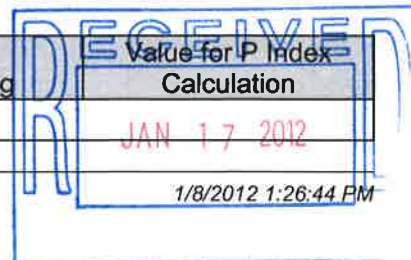 RECEIVED
Value for P Index
g
Calculation
JAN 17 2012
1/8/2012 1:26:44 PM